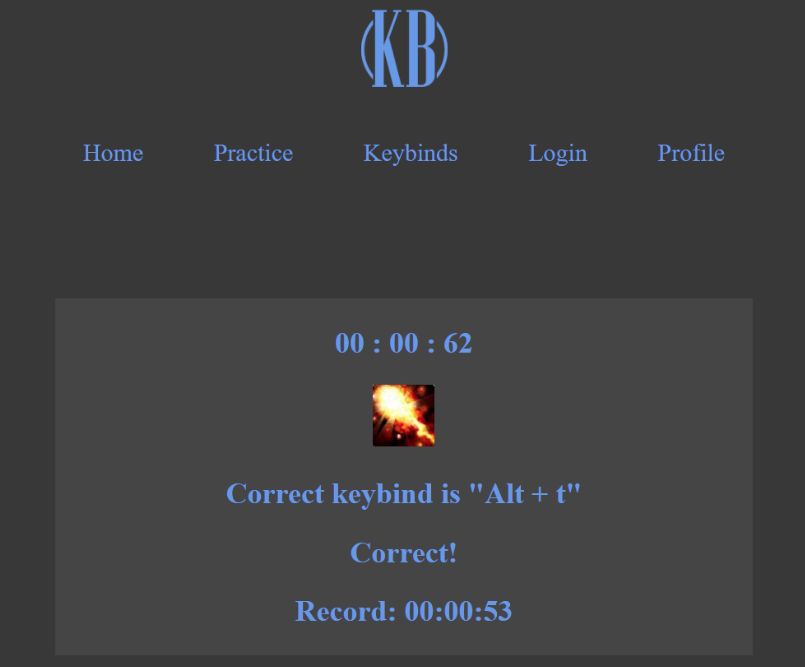 (KB)
Home Practice Keybinds Login Profile
00 : 00 : 62
Correct keybind is "Alt + t"
Correct!
Record: 00:00:53